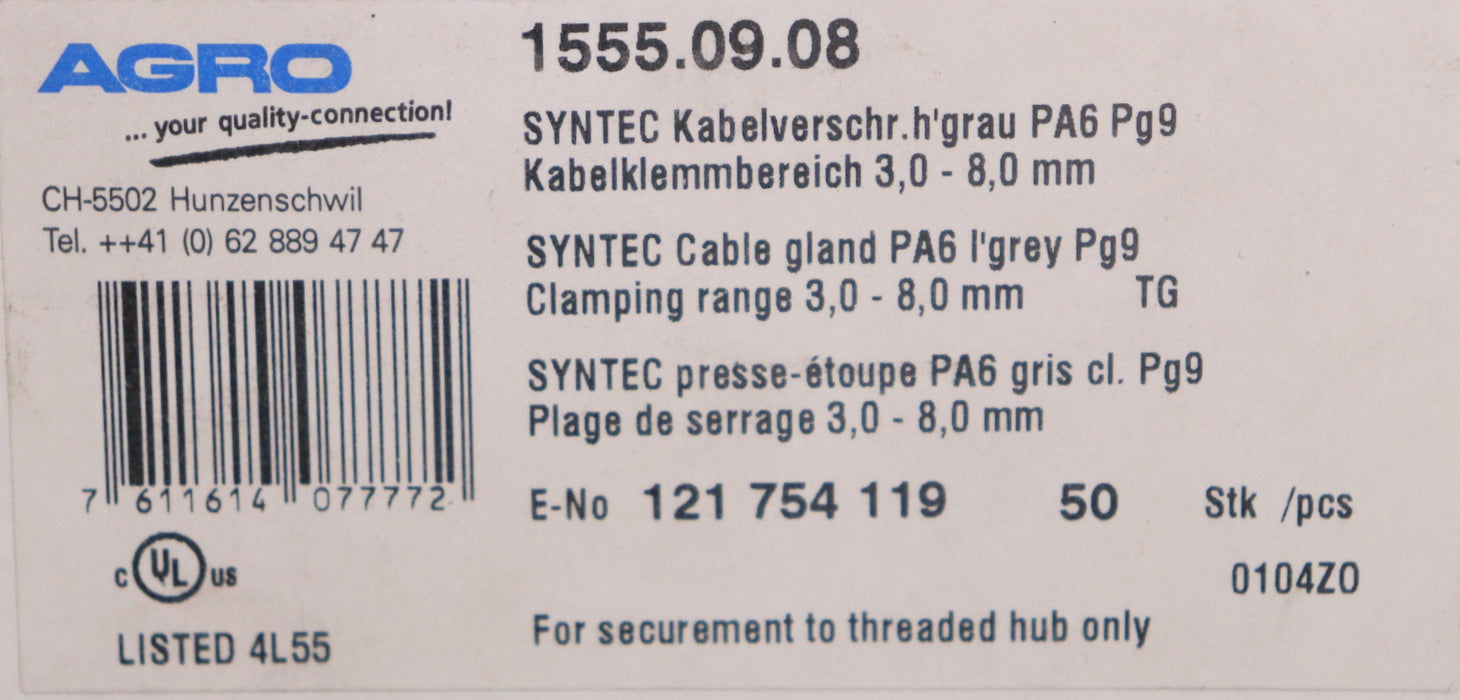 AGRO
... your quality-connection!
CH-5502 Hunzenschwil
Tel. ++41 (0) 62 889 47 47
7 611614 077772
c UL us
LISTED 4L55
1555.09.08
SYNTEC Kabelverschr.h'grau PA6 Pg9
Kabelklemmbereich 3,0 - 8,0 mm
SYNTEC Cable gland PA6 l'grey Pg9
Clamping range 3,0 - 8,0 mm TG
SYNTEC presse-étoupe PA6 gris cl. Pg9
Plage de serrage 3,0 - 8,0 mm
E-No 121 754 119 50 Stk /pcs
0104Z0
For securement to threaded hub only